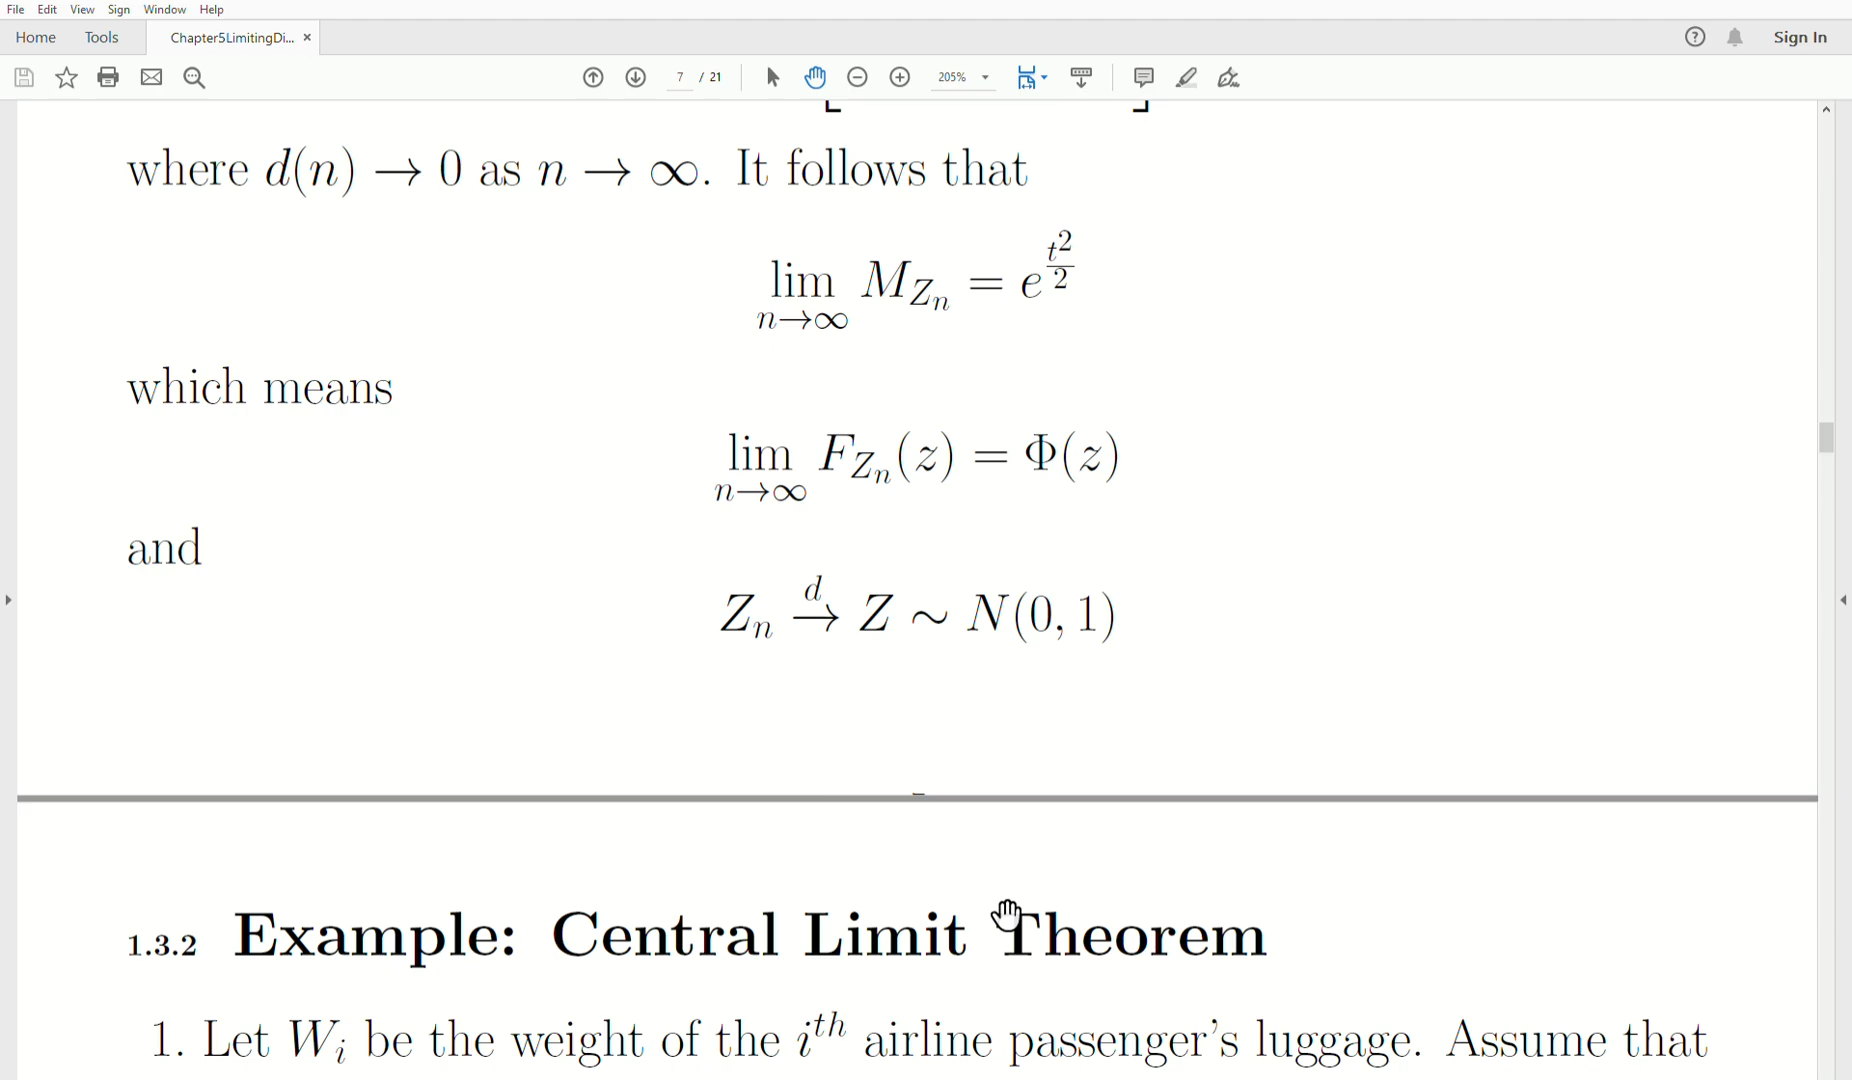 File Edit View Sign Window Help
Home Tools Chapter5LimitingDi... × Sign In
7 / 21 205%
where d(n) → 0 as n → ∞. It follows that
lim_{n→∞} M_{Z_n} = e^{t^2/2}
which means
lim_{n→∞} F_{Z_n}(z) = Φ(z)
and
Z_n →^d Z ∼ N(0, 1)
1.3.2 Example: Central Limit Theorem
1. Let W_i be the weight of the i^{th} airline passenger's luggage. Assume that